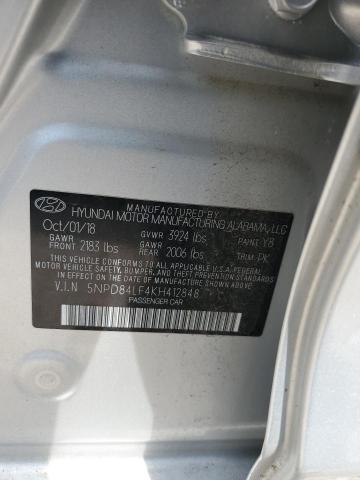 MANUFACTURED BY
HYUNDAI MOTOR MANUFACTURING ALABAMA, LLC
Oct/01/18 GVWR 3924 lbs PAINT Y8
GAWR FRONT 2183 lbs GAWR REAR 2006 lbs TRIM PK
THIS VEHICLE CONFORMS TO ALL APPLICABLE U.S. FEDERAL
MOTOR VEHICLE SAFETY, BUMPER, AND THEFT PREVENTION STANDARDS
IN EFFECT ON THE DATE OF MANUFACTURE SHOWN ABOVE.
V.I.N 5NPD84LF4KH412848
PASSENGER CAR